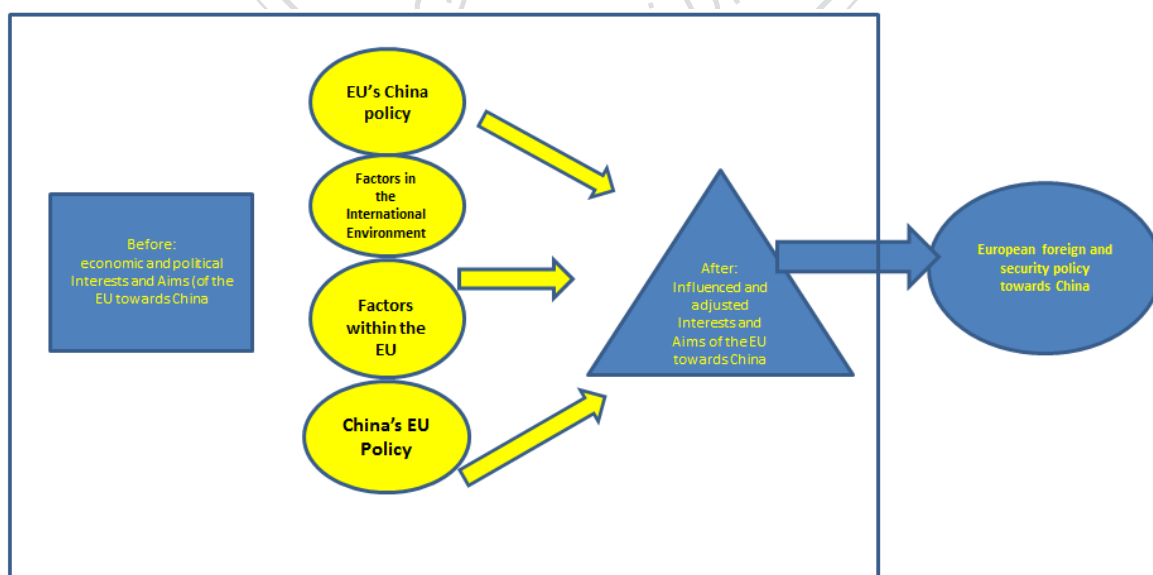 Before:
economic and political
Interests and Aims (of the
EU towards China
EU's China
policy
Factors in
the
International
Environment
Factors
within the
EU
China's EU
Policy
After:
Influenced and
adjusted
Interests and
Aims of the EU
towards China
European foreign and
security policy
towards China